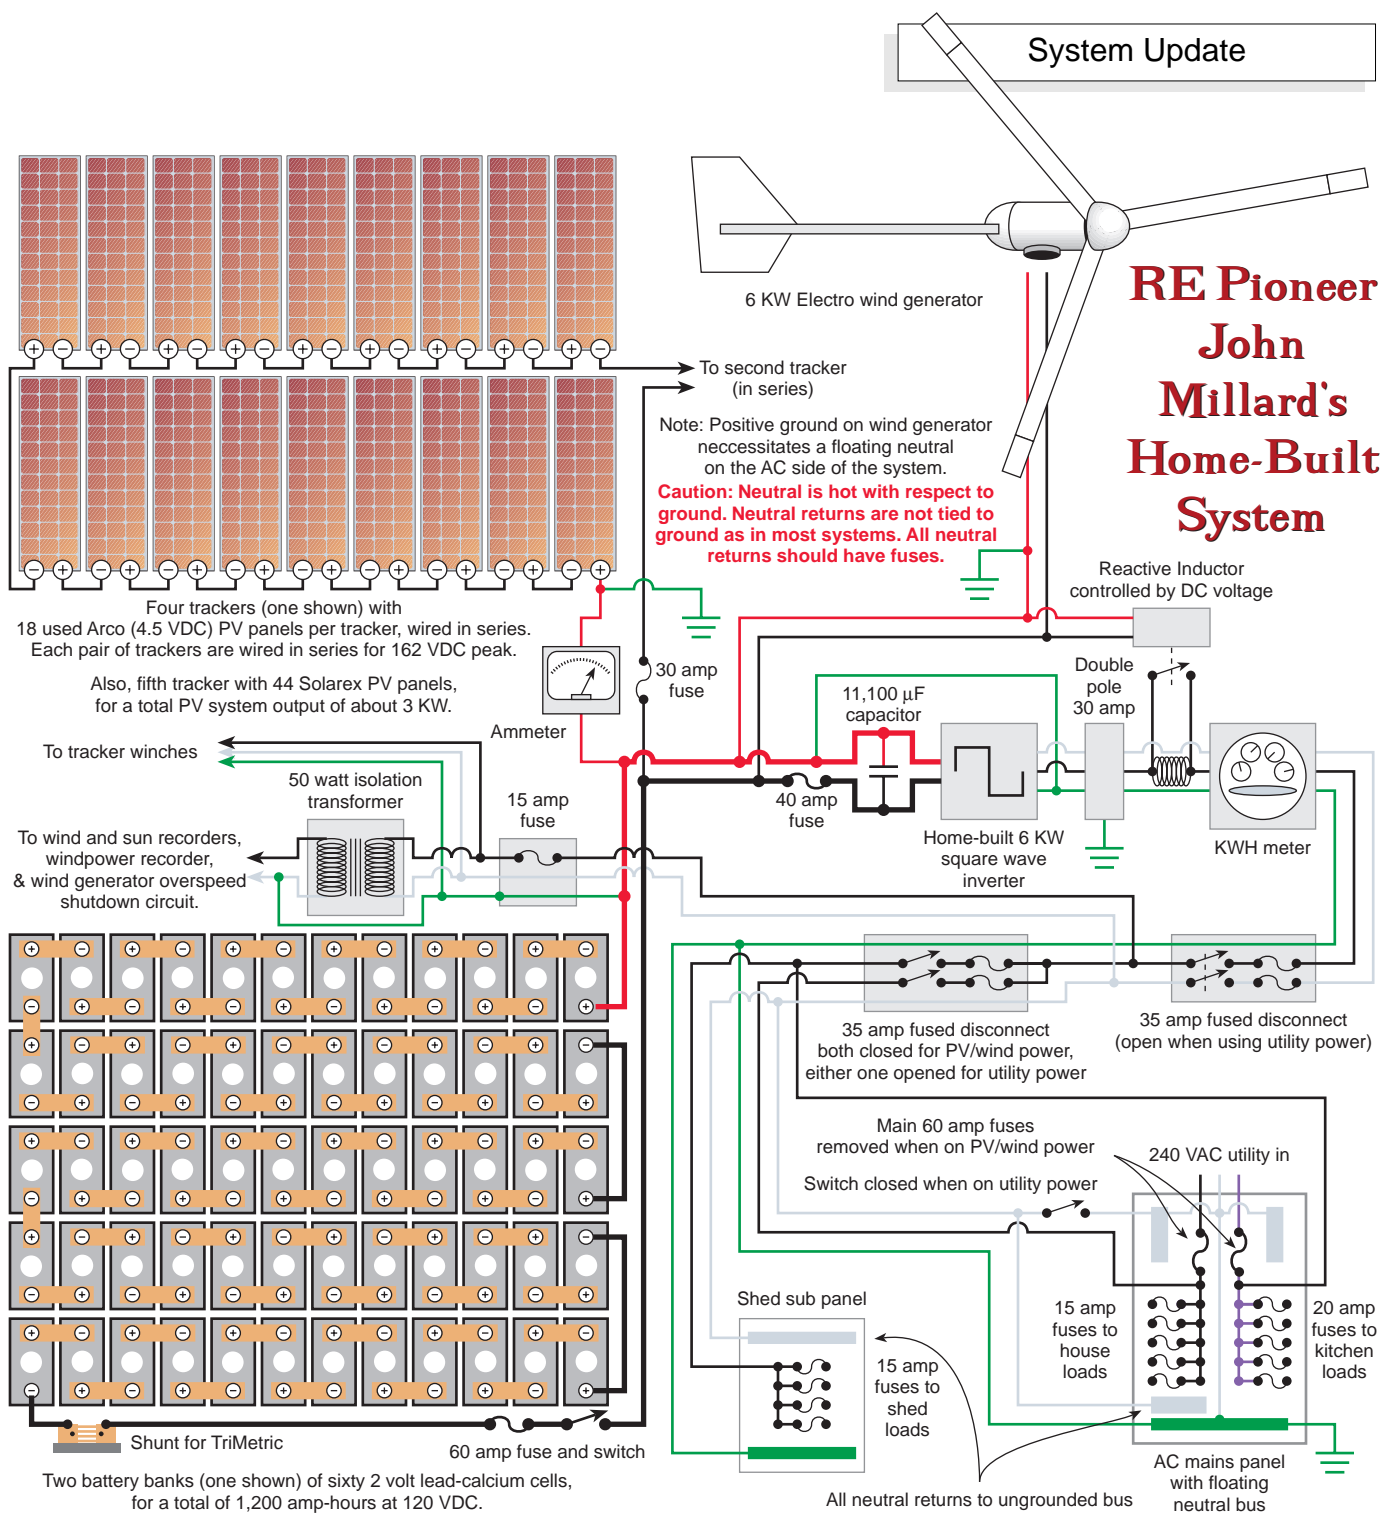 System Update
RE Pioneer
John
Millard's
Home-Built
System
6 KW Electro wind generator
To second tracker
(in series)
Note: Positive ground on wind generator
neccessitates a floating neutral
on the AC side of the system.
Caution: Neutral is hot with respect to
ground. Neutral returns are not tied to
ground as in most systems. All neutral
returns should have fuses.
Four trackers (one shown) with
18 used Arco (4.5 VDC) PV panels per tracker, wired in series.
Each pair of trackers are wired in series for 162 VDC peak.
Also, fifth tracker with 44 Solarex PV panels,
for a total PV system output of about 3 KW.
Reactive Inductor
controlled by DC voltage
Ammeter
30 amp
fuse
11,100 µF
capacitor
Double
pole
30 amp
To tracker winches
50 watt isolation
transformer
15 amp
fuse
40 amp
fuse
Home-built 6 KW
square wave
inverter
KWH meter
To wind and sun recorders,
windpower recorder,
& wind generator overspeed
shutdown circuit.
35 amp fused disconnect
both closed for PV/wind power,
either one opened for utility power
35 amp fused disconnect
(open when using utility power)
Main 60 amp fuses
removed when on PV/wind power
240 VAC utility in
Switch closed when on utility power
Shed sub panel
15 amp
fuses to
shed
loads
15 amp
fuses to
house
loads
20 amp
fuses to
kitchen
loads
Shunt for TriMetric
60 amp fuse and switch
Two battery banks (one shown) of sixty 2 volt lead-calcium cells,
for a total of 1,200 amp-hours at 120 VDC.
All neutral returns to ungrounded bus
AC mains panel
with floating
neutral bus